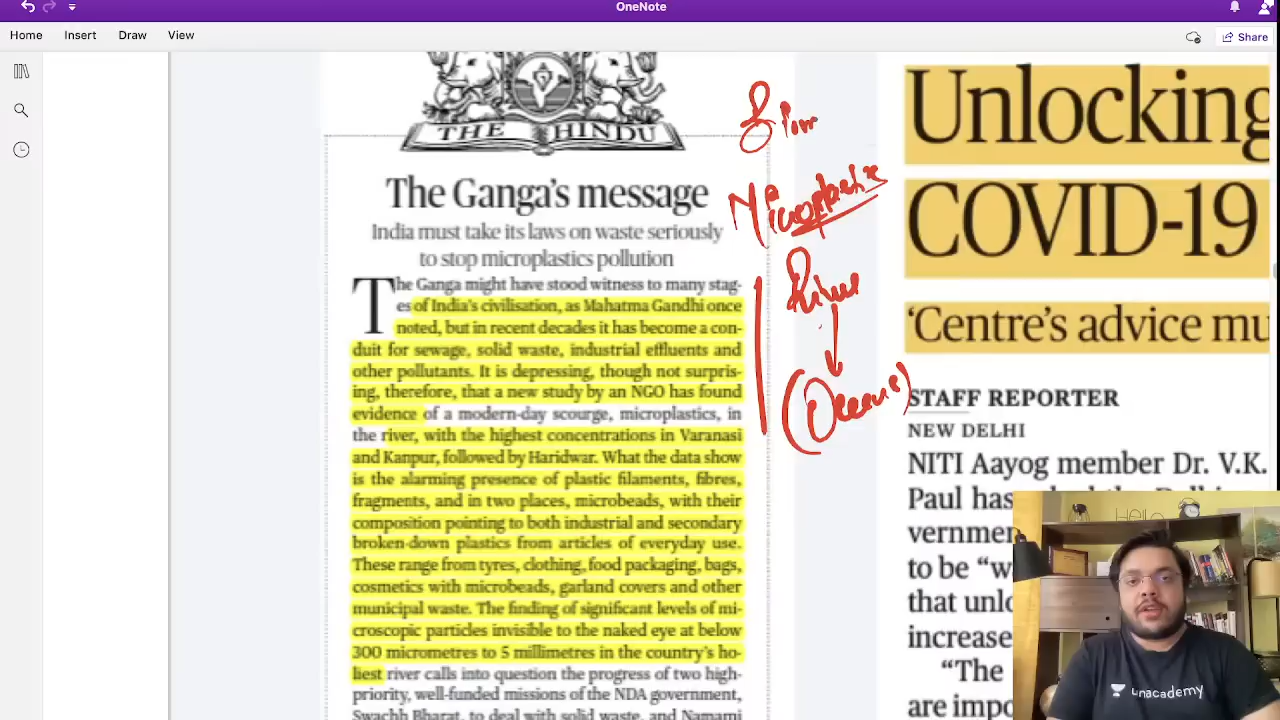 OneNote
Home
Insert
Draw
View
Share
THE HINDU
The Ganga's message
India must take its laws on waste seriously
to stop microplastics pollution
The Ganga might have stood witness to many stag-
es of India's civilisation, as Mahatma Gandhi once
noted, but in recent decades it has become a con-
duit for sewage, solid waste, industrial effluents and
other pollutants. It is depressing, though not surpris-
ing, therefore, that a new study by an NGO has found
evidence of a modern-day scourge, microplastics, in
the river, with the highest concentrations in Varanasi
and Kanpur, followed by Haridwar. What the data show
is the alarming presence of plastic filaments, fibres,
fragments, and in two places, microbeads, with their
composition pointing to both industrial and secondary
broken-down plastics from articles of everyday use.
These range from tyres, clothing, food packaging, bags,
cosmetics with microbeads, garland covers and other
municipal waste. The finding of significant levels of mi-
croscopic particles invisible to the naked eye at below
300 micrometres to 5 millimetres in the country's ho-
liest river calls into question the progress of two high-
priority, well-funded missions of the NDA government,
Swachh Bharat, to deal with solid waste, and Namami
Microplastic
(Oceans)
Unlocking
COVID-19
'Centre's advice mu
STAFF REPORTER
NEW DELHI
NITI Aayog member Dr. V.K.
Paul has
vernmen
to be "w
that unlo
increase
"The
are impo
Hello
unacademy